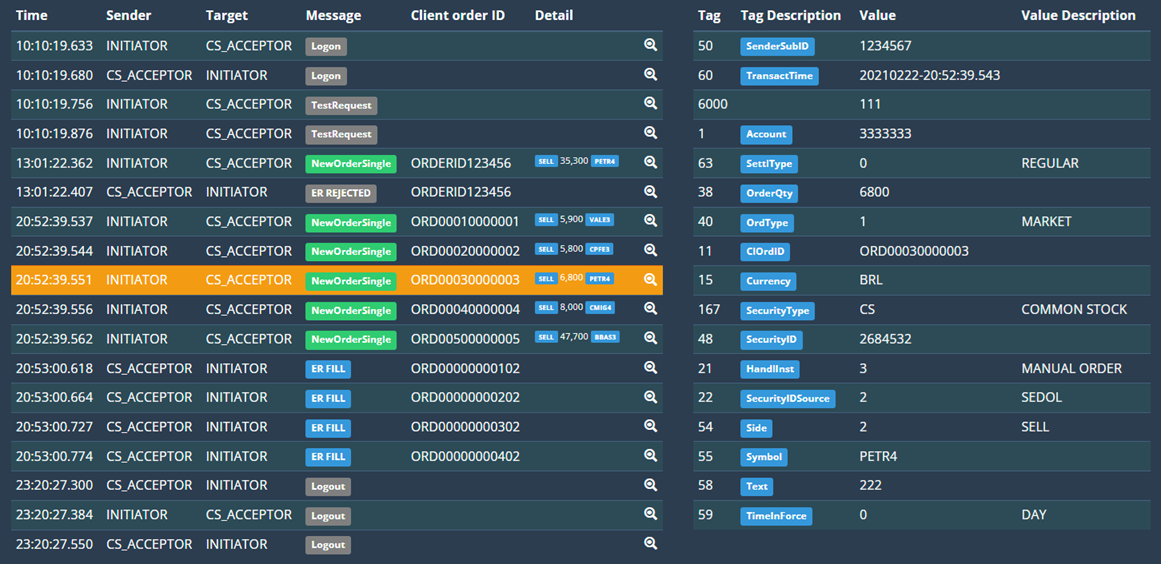 Time Sender Target Message Client order ID Detail
10:10:19.633 INITIATOR CS_ACCEPTOR Logon
10:10:19.680 CS_ACCEPTOR INITIATOR Logon
10:10:19.756 INITIATOR CS_ACCEPTOR TestRequest
10:10:19.876 INITIATOR CS_ACCEPTOR TestRequest
13:01:22.362 INITIATOR CS_ACCEPTOR NewOrderSingle ORDERID123456 SELL 35,300 PETR4
13:01:22.407 CS_ACCEPTOR INITIATOR ER REJECTED ORDERID123456
20:52:39.537 INITIATOR CS_ACCEPTOR NewOrderSingle ORD00010000001 SELL 5,900 VALE3
20:52:39.544 INITIATOR CS_ACCEPTOR NewOrderSingle ORD00020000002 SELL 5,800 CPFE3
20:52:39.551 INITIATOR CS_ACCEPTOR NewOrderSingle ORD00030000003 SELL 6,800 PETR4
20:52:39.556 INITIATOR CS_ACCEPTOR NewOrderSingle ORD00040000004 SELL 8,000 CMIG4
20:52:39.562 INITIATOR CS_ACCEPTOR NewOrderSingle ORD00500000005 SELL 47,700 BBAS3
20:53:00.618 CS_ACCEPTOR INITIATOR ER FILL ORD00000000102
20:53:00.664 CS_ACCEPTOR INITIATOR ER FILL ORD00000000202
20:53:00.727 CS_ACCEPTOR INITIATOR ER FILL ORD00000000302
20:53:00.774 CS_ACCEPTOR INITIATOR ER FILL ORD00000000402
23:20:27.300 CS_ACCEPTOR INITIATOR Logout
23:20:27.384 INITIATOR CS_ACCEPTOR Logout
23:20:27.550 CS_ACCEPTOR INITIATOR Logout
Tag Tag Description Value Value Description
50 SenderSubID 1234567
60 TransactTime 20210222-20:52:39.543
6000 111
1 Account 3333333
63 SettlType 0 REGULAR
38 OrderQty 6800
40 OrdType 1 MARKET
11 ClOrdID ORD00030000003
15 Currency BRL
167 SecurityType CS COMMON STOCK
48 SecurityID 2684532
21 HandlInst 3 MANUAL ORDER
22 SecurityIDSource 2 SEDOL
54 Side 2 SELL
55 Symbol PETR4
58 Text 222
59 TimeInForce 0 DAY